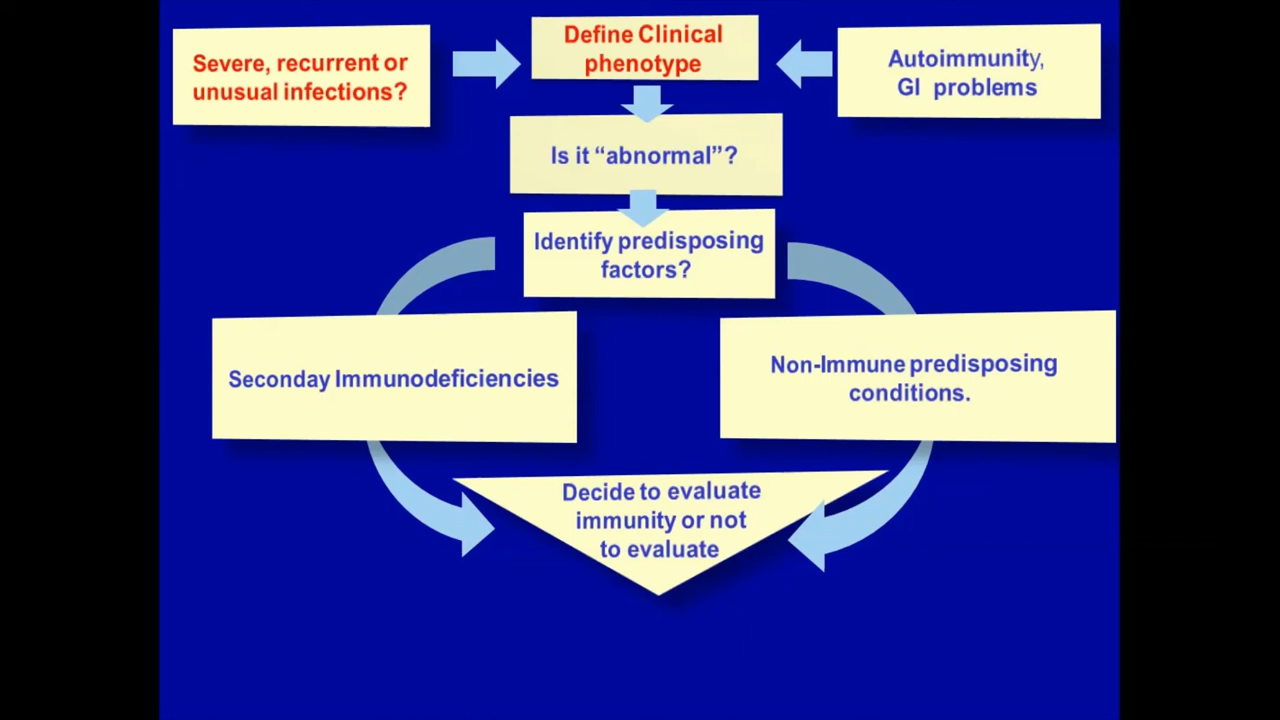 Define Clinical
phenotype
Severe, recurrent or
unusual infections?
Autoimmunity,
GI problems
Is it “abnormal”?
Identify predisposing
factors?
Seconday Immunodeficiencies
Non-Immune predisposing
conditions.
Decide to evaluate
immunity or not
to evaluate